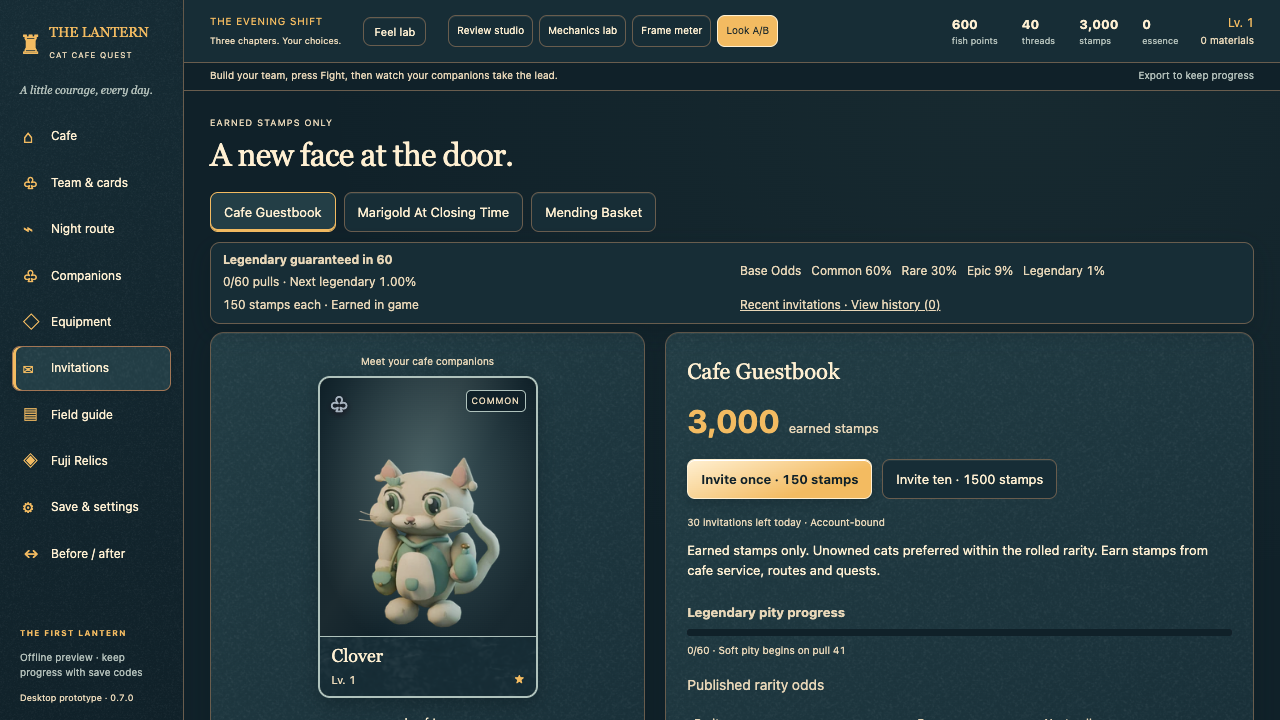 THE LANTERN
CAT CAFE QUEST
A little courage, every day.
Cafe
Team & cards
Night route
Companions
Equipment
Invitations
Field guide
Fuji Relics
Save & settings
Before / after
THE FIRST LANTERN
Offline preview · keep
progress with save codes
Desktop prototype · 0.7.0
THE EVENING SHIFT
Three chapters. Your choices.
Feel lab
Review studio
Mechanics lab
Frame meter
Look A/B
600
fish points
40
threads
3,000
stamps
0
essence
Lv. 1
0 materials
Build your team, press Fight, then watch your companions take the lead.
Export to keep progress
EARNED STAMPS ONLY
A new face at the door.
Cafe Guestbook
Marigold At Closing Time
Mending Basket
Legendary guaranteed in 60
0/60 pulls · Next legendary 1.00%
150 stamps each · Earned in game
Base Odds Common 60% Rare 30% Epic 9% Legendary 1%
Recent invitations · View history (0)
Meet your cafe companions
COMMON
Clover
Lv. 1
Cafe Guestbook
3,000 earned stamps
Invite once · 150 stamps
Invite ten · 1500 stamps
30 invitations left today · Account-bound
Earned stamps only. Unowned cats preferred within the rolled rarity. Earn stamps from
cafe service, routes and quests.
Legendary pity progress
0/60 · Soft pity begins on pull 41
Published rarity odds